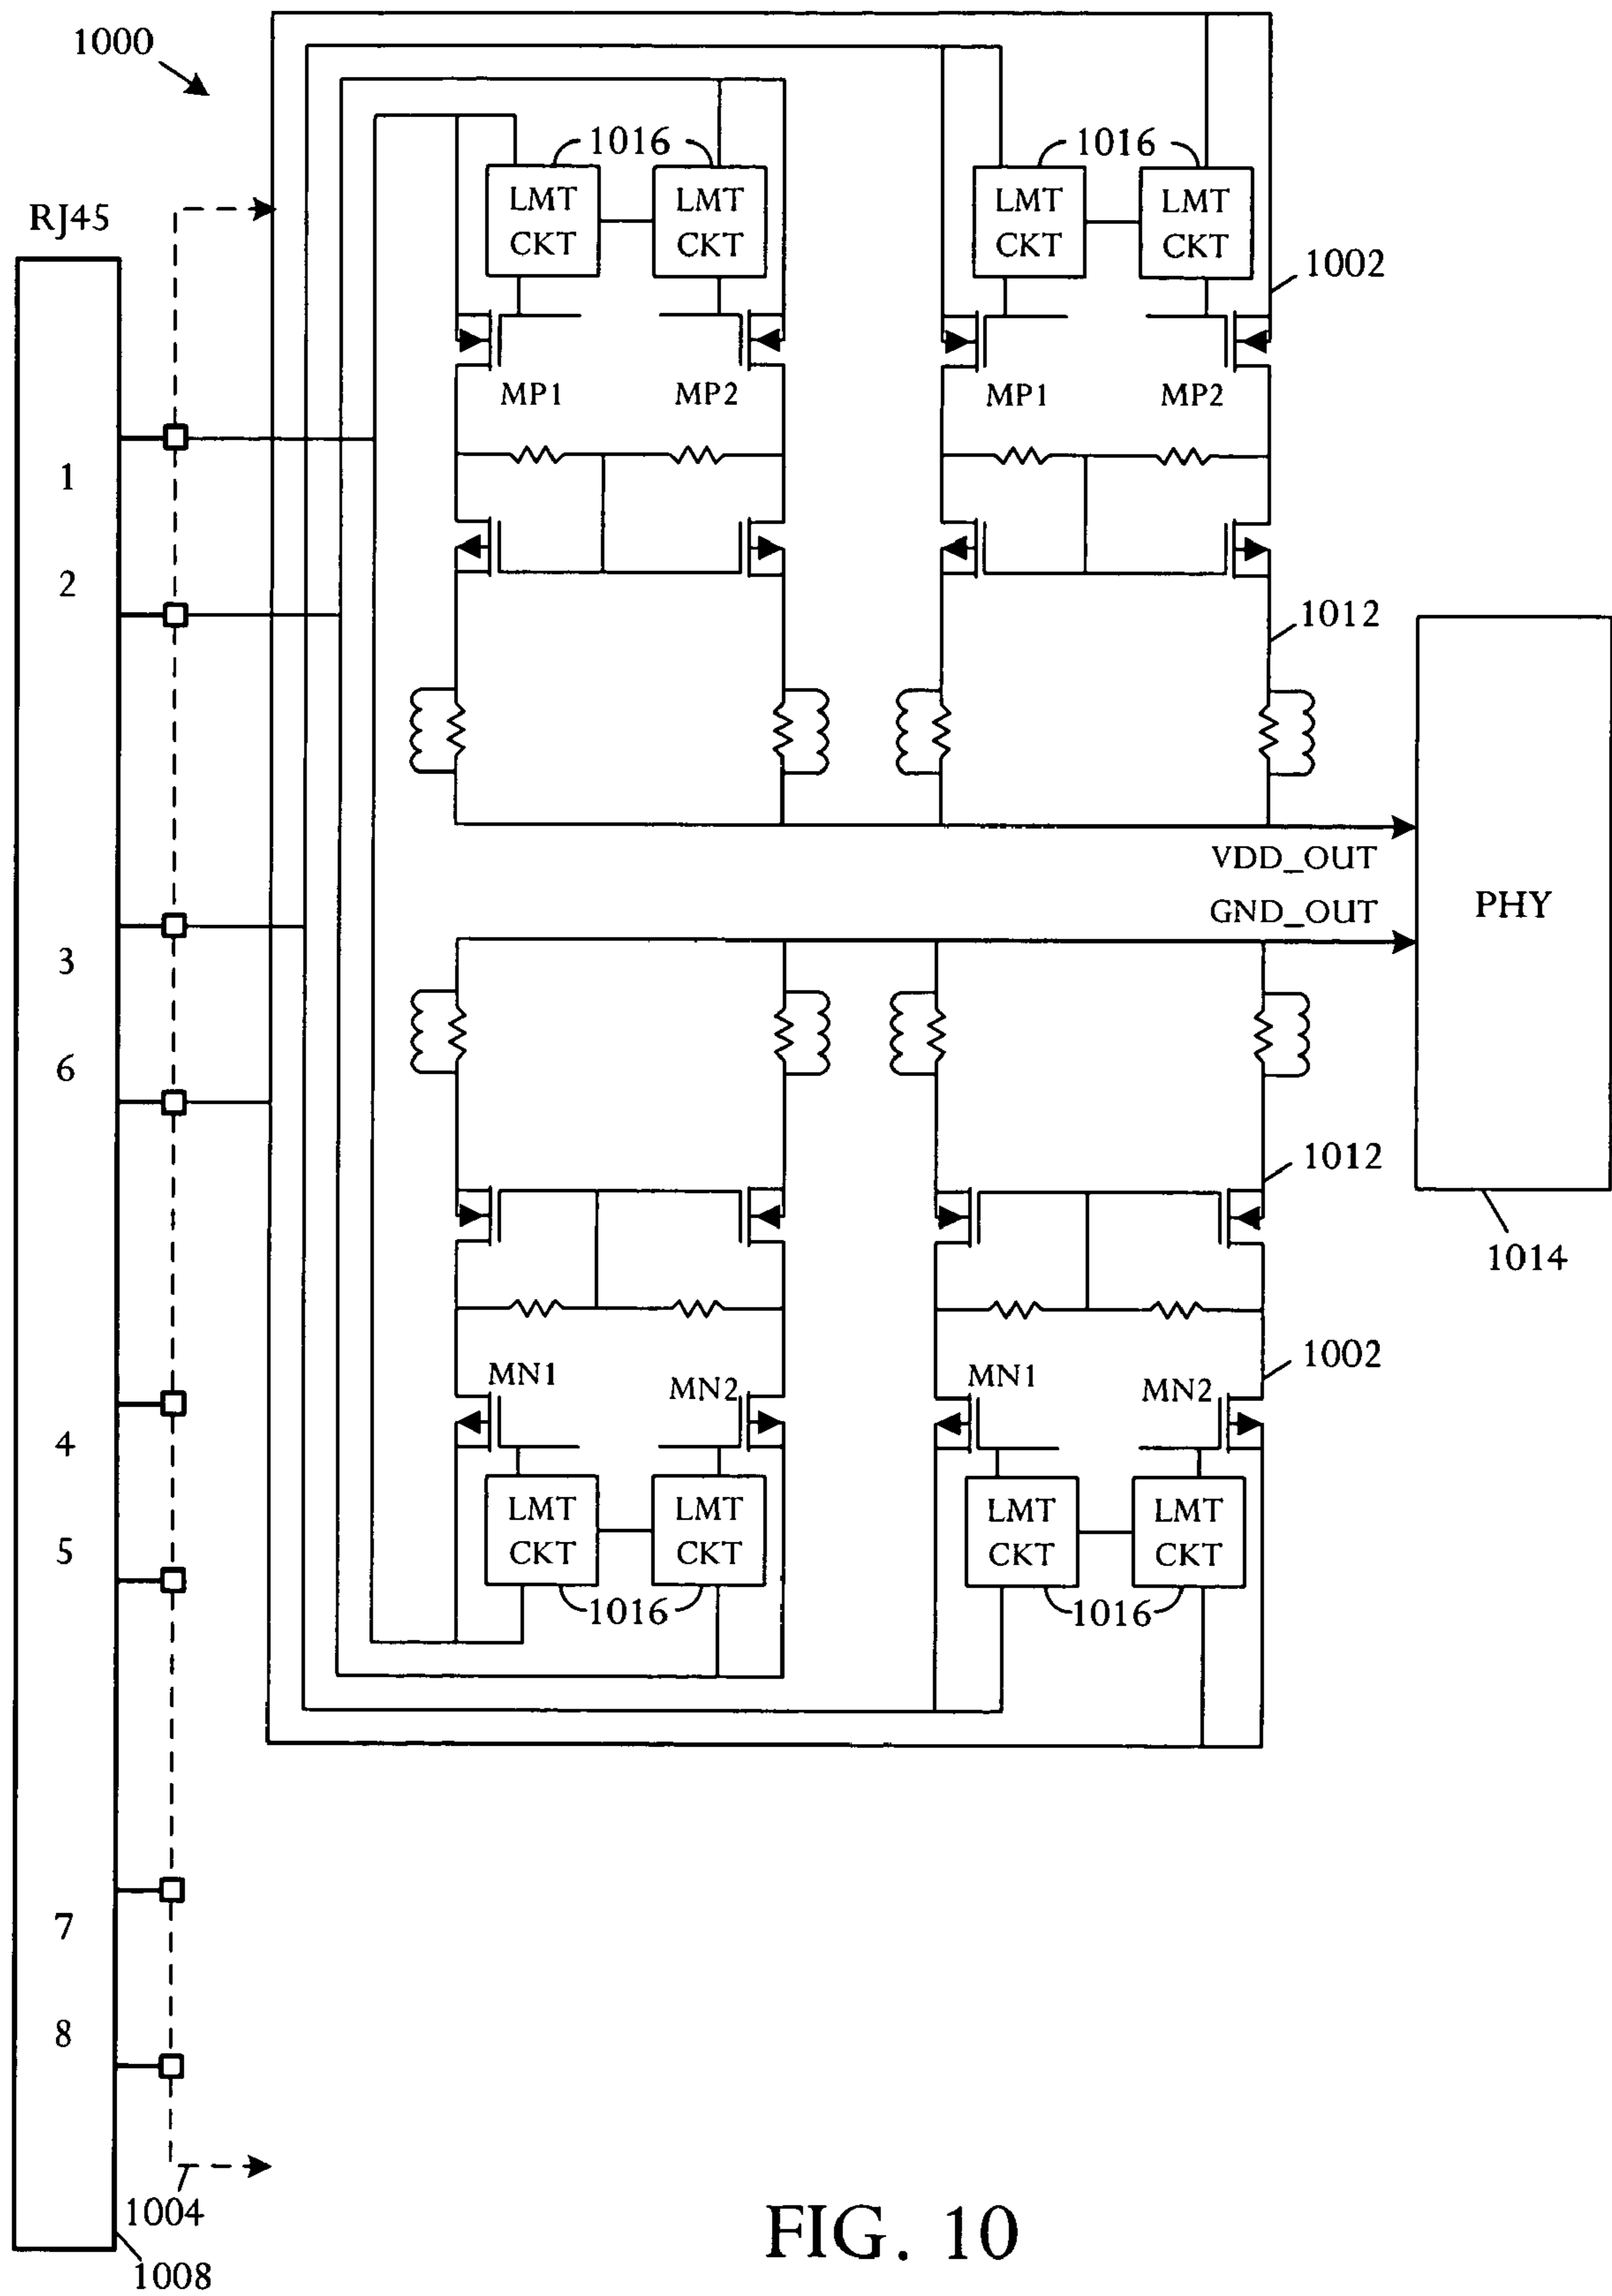 1000
1016
1016
LMT
CKT
LMT
CKT
LMT
CKT
LMT
CKT
RJ45
1002
MP1
MP2
MP1
MP2
1
2
1012
VDD_OUT
GND_OUT
PHY
3
6
1012
1014
1002
MN1
MN2
MN1
MN2
4
5
LMT
CKT
LMT
CKT
LMT
CKT
LMT
CKT
1016
1016
7
8
1004
1008
FIG. 10